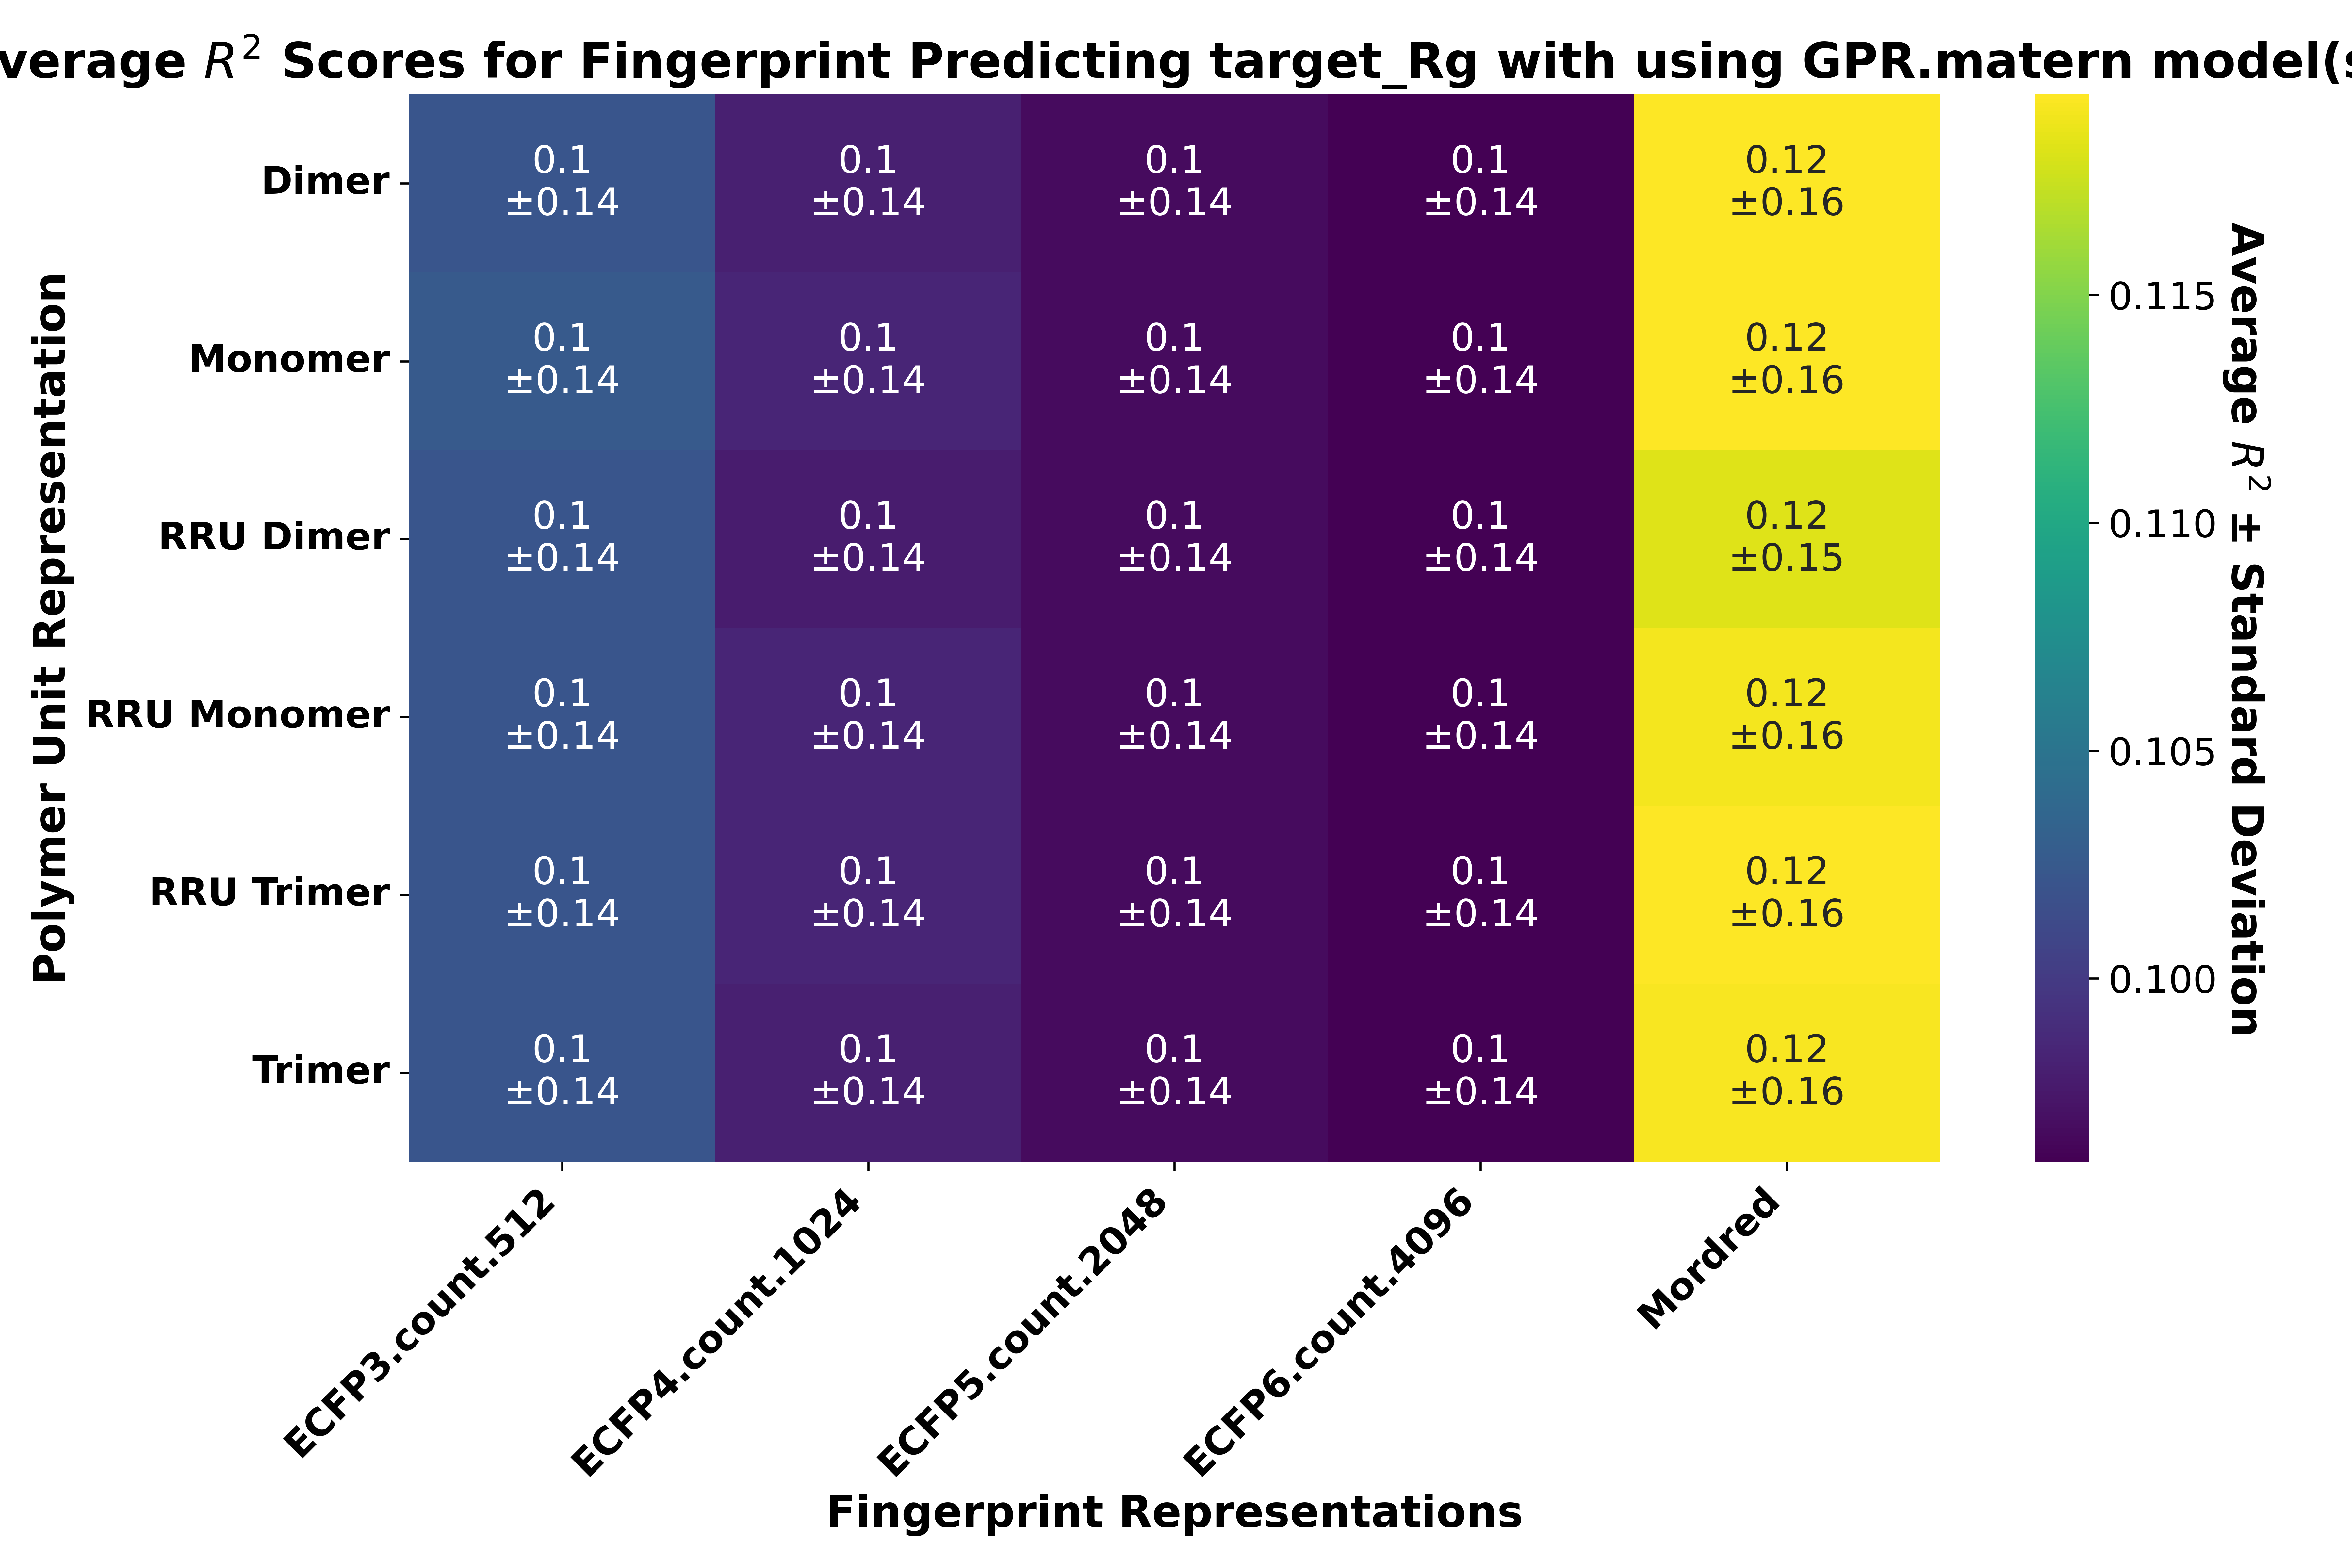 verage R² Scores for Fingerprint Predicting target_Rg with using GPR.matern model(s
Polymer Unit Representation
Dimer
0.1 0.1 0.1 0.1 0.12
±0.14 ±0.14 ±0.14 ±0.14 ±0.16
Monomer
0.1 0.1 0.1 0.1 0.12
±0.14 ±0.14 ±0.14 ±0.14 ±0.16
RRU Dimer
0.1 0.1 0.1 0.1 0.12
±0.14 ±0.14 ±0.14 ±0.14 ±0.15
RRU Monomer
0.1 0.1 0.1 0.1 0.12
±0.14 ±0.14 ±0.14 ±0.14 ±0.16
RRU Trimer
0.1 0.1 0.1 0.1 0.12
±0.14 ±0.14 ±0.14 ±0.14 ±0.16
Trimer
0.1 0.1 0.1 0.1 0.12
±0.14 ±0.14 ±0.14 ±0.14 ±0.16
ECFP3.count.512
ECFP4.count.1024
ECFP5.count.2048
ECFP6.count.4096
Mordred
Fingerprint Representations
0.115
0.110
0.105
0.100
Average R² ± Standard Deviation